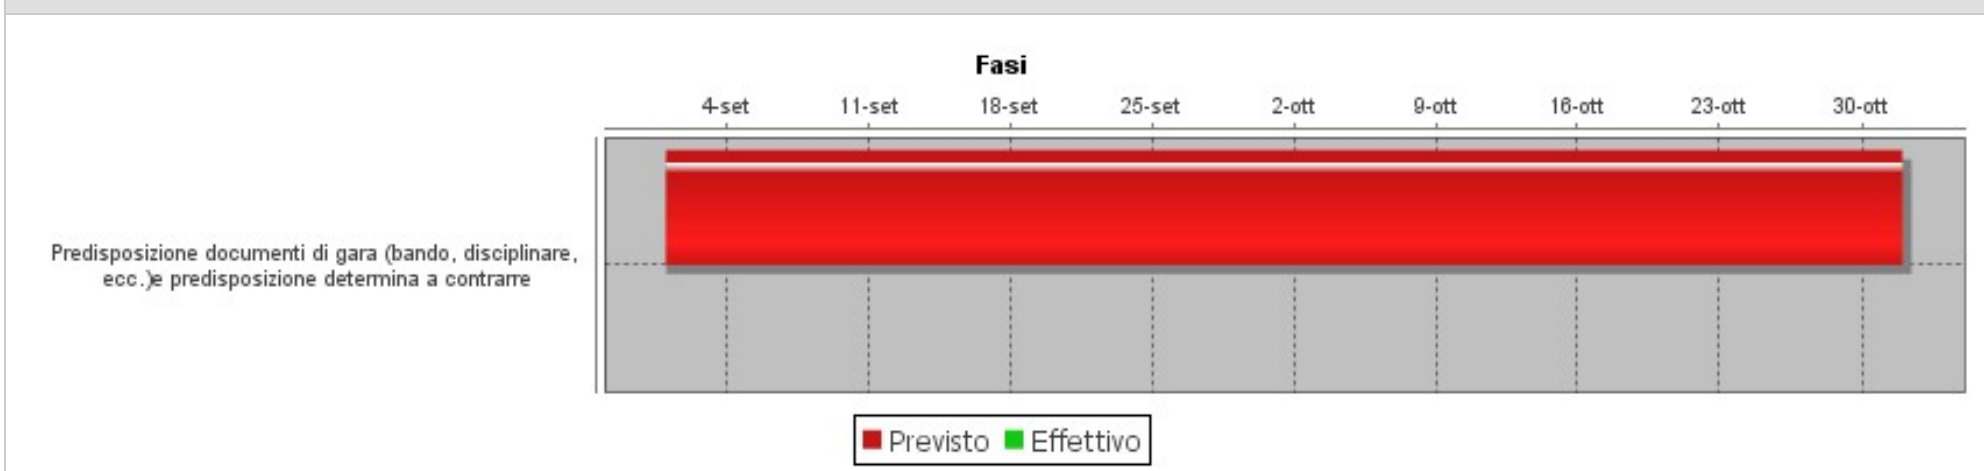 Fasi
4-set 11-set 18-set 25-set 2-ott 9-ott 16-ott 23-ott 30-ott
Predisposizione documenti di gara (bando, disciplinare,
ecc.)e predisposizione determina a contrarre
Previsto Effettivo